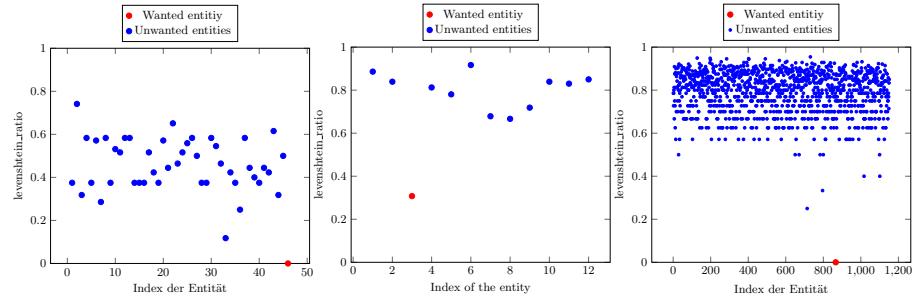 Wanted entitiy
Unwanted entities
1
0.8
0.6
0.4
0.2
0
0 10 20 30 40 50
levenshtein_ratio
Index der Entität
Wanted entitiy
Unwanted entities
1
0.8
0.6
0.4
0.2
0
2 4 6 8 10 12
levenshtein_ratio
Index of the entity
Wanted entitiy
Unwanted entities
1
0.8
0.6
0.4
0.2
0
0 200 400 600 800 1,000 1,200
levenshtein_ratio
Index der Entität